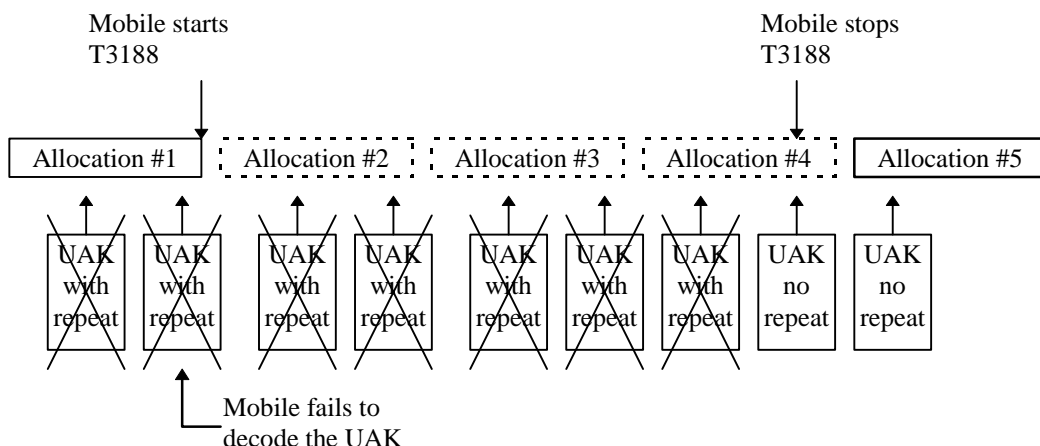 Mobile starts
T3188
Mobile stops
T3188
Allocation #1
Allocation #2
Allocation #3
Allocation #4
Allocation #5
UAK
with
repeat
UAK
with
repeat
UAK
with
repeat
UAK
with
repeat
UAK
with
repeat
UAK
with
repeat
UAK
with
repeat
UAK
no
repeat
UAK
no
repeat
Mobile fails to
decode the UAK